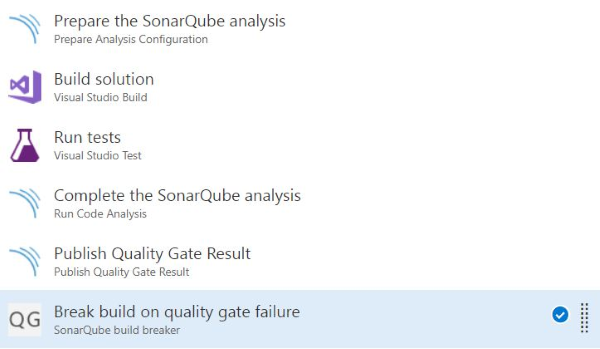 Prepare the SonarQube analysis
Prepare Analysis Configuration
Build solution
Visual Studio Build
Run tests
Visual Studio Test
Complete the SonarQube analysis
Run Code Analysis
Publish Quality Gate Result
Publish Quality Gate Result
QG
Break build on quality gate failure
SonarQube build breaker